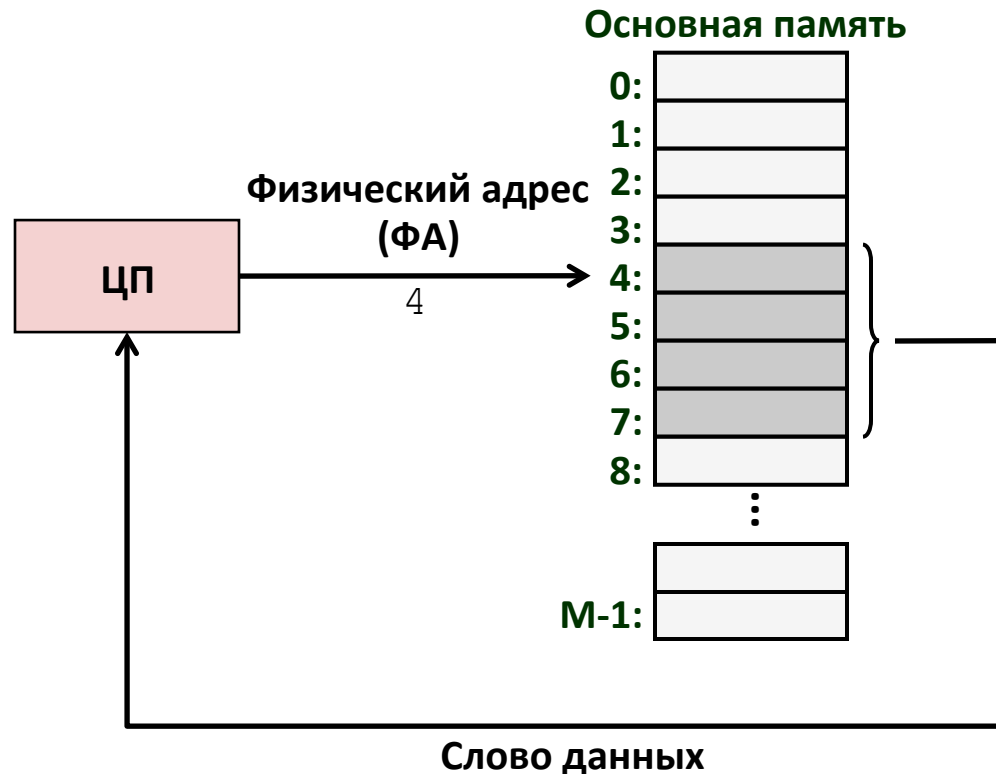 Основная память
0:
1:
2:
Физический адрес
3:
(ФА)
ЦП
4:
4
5:
6:
7:
8:
...
M-1:
Слово данных